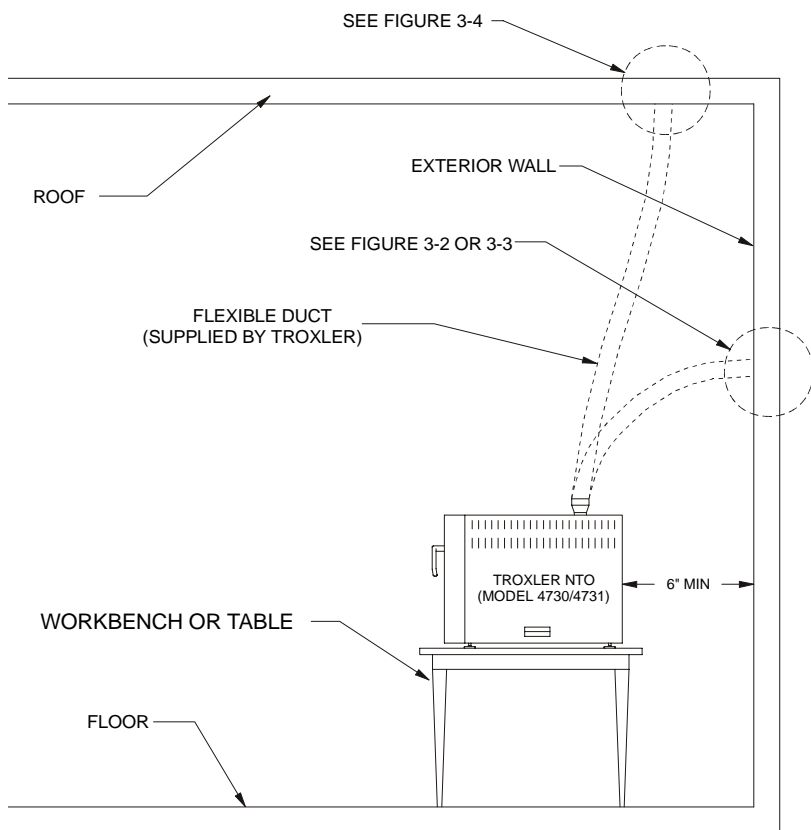 SEE FIGURE 3-4
ROOF
EXTERIOR WALL
SEE FIGURE 3-2 OR 3-3
FLEXIBLE DUCT
(SUPPLIED BY TROXLER)
TROXLER NTO
(MODEL 4730/4731)
6" MIN
WORKBENCH OR TABLE
FLOOR